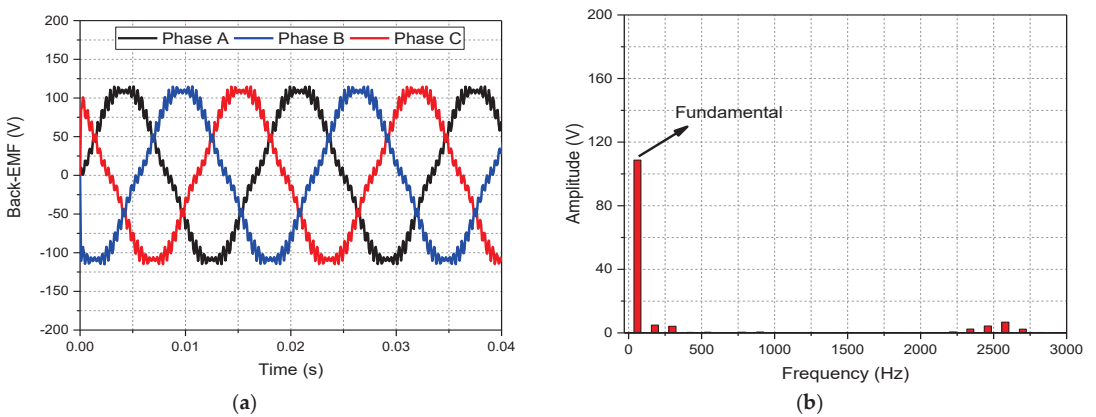 200
150
100
50
0
-50
-100
-150
-200
Back-EMF (V)
Phase A Phase B Phase C
0.00 0.01 0.02 0.03 0.04
Time (s)
(a)
200
160
120
80
40
0
Amplitude (V)
Fundamental
0 500 1000 1500 2000 2500 3000
Frequency (Hz)
(b)